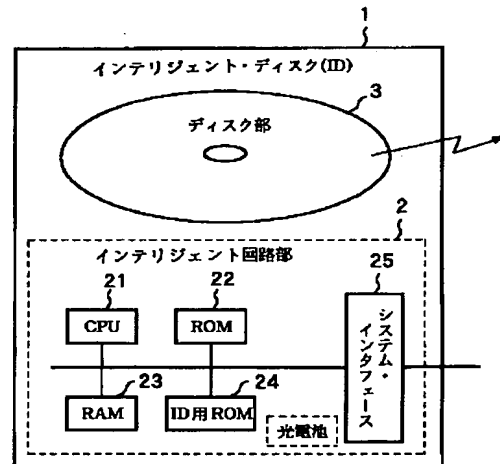 1
インテリジェント・ディスク(ID)
3
ディスク部
2
インテリジェント回路部
21
22
25
CPU
ROM
システム・
インタフェース
23
24
RAM
ID用ROM
光電池